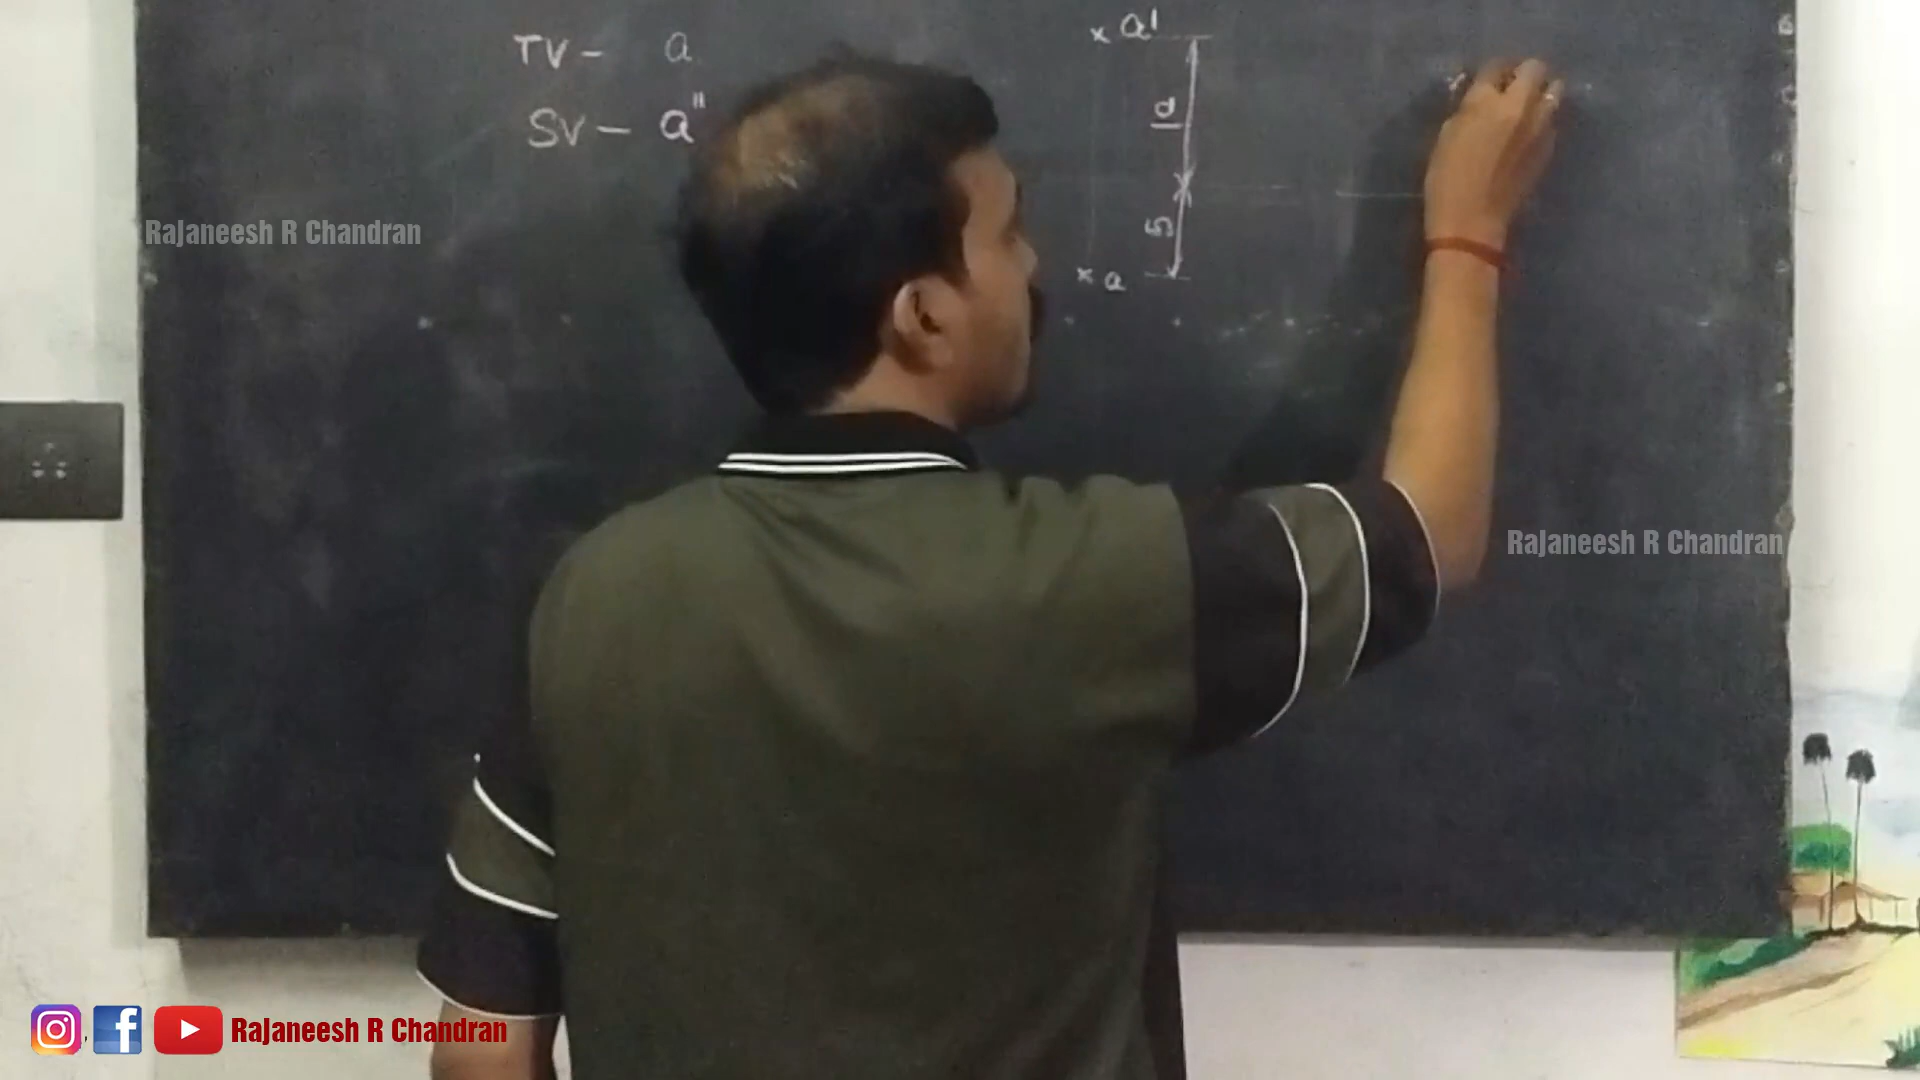 TV - a
SV - a"
x a'
d
5
x a
Rajaneesh R Chandran
Rajaneesh R Chandran
Rajaneesh R Chandran